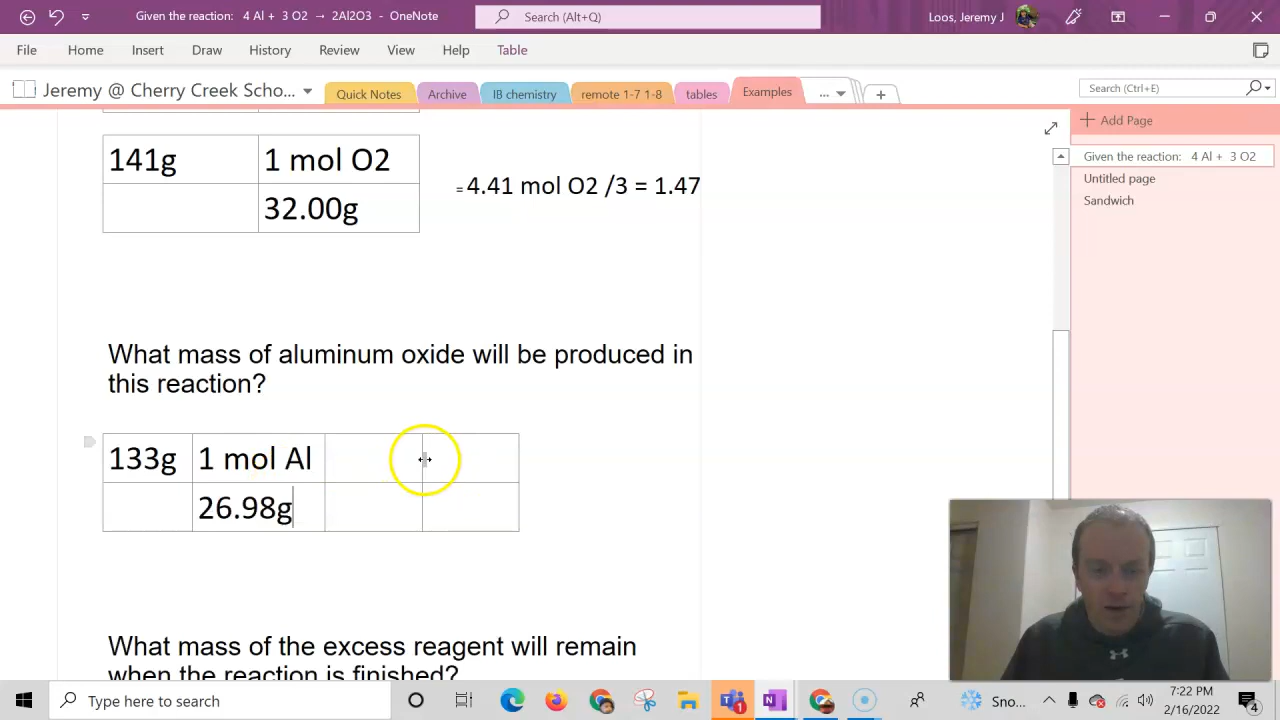 Given the reaction: 4 Al + 3 O2 → 2Al2O3 - OneNote
Search (Alt+Q)
Loos, Jeremy J
File Home Insert Draw History Review View Help Table
Jeremy @ Cherry Creek Scho...
Quick Notes Archive IB chemistry remote 1-7 1-8 tables Examples ...
Search (Ctrl+E)
Add Page
Given the reaction: 4 Al + 3 O2
Untitled page
Sandwich
141g 1 mol O2
32.00g
= 4.41 mol O2 /3 = 1.47
What mass of aluminum oxide will be produced in
this reaction?
133g 1 mol Al
26.98g
What mass of the excess reagent will remain
when the reaction is finished?
Type here to search
1
Sno...
7:22 PM
2/16/2022
4